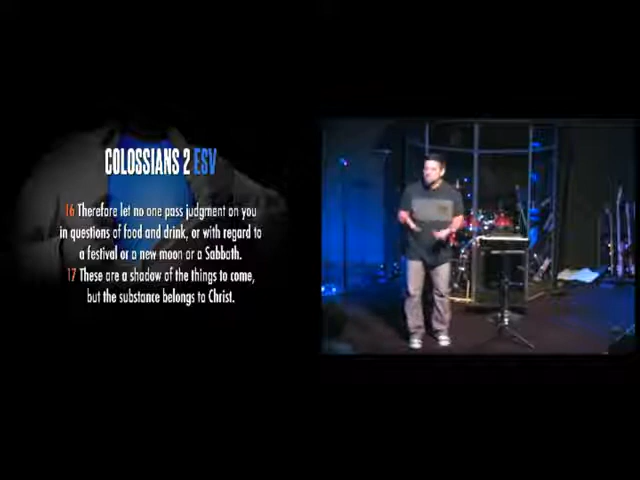 COLOSSIANS 2 ESV
16 Therefore let no one pass judgment on you
in questions of food and drink, or with regard to
a festival or a new moon or a Sabbath.
17 These are a shadow of the things to come,
but the substance belongs to Christ.